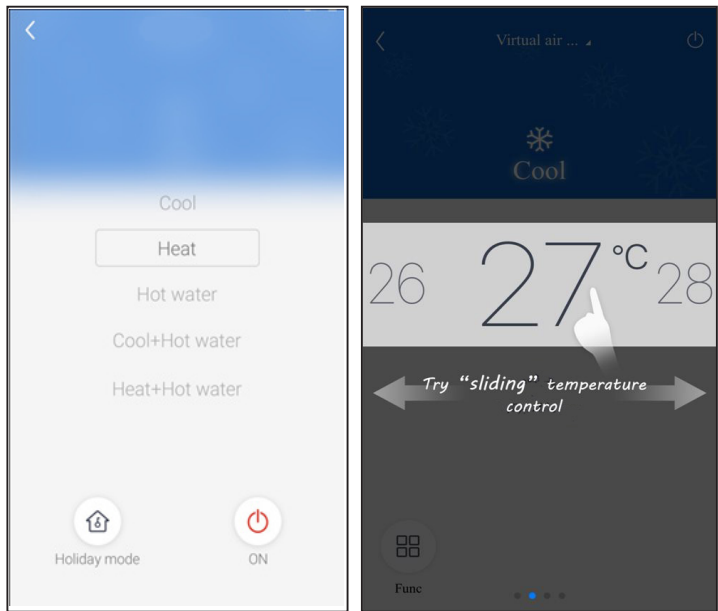 Cool
Heat
Hot water
Cool+Hot water
Heat+Hot water
Holiday mode
ON
Virtual air ...
Cool
26
27°C
28
Try “sliding” temperature
control
Func